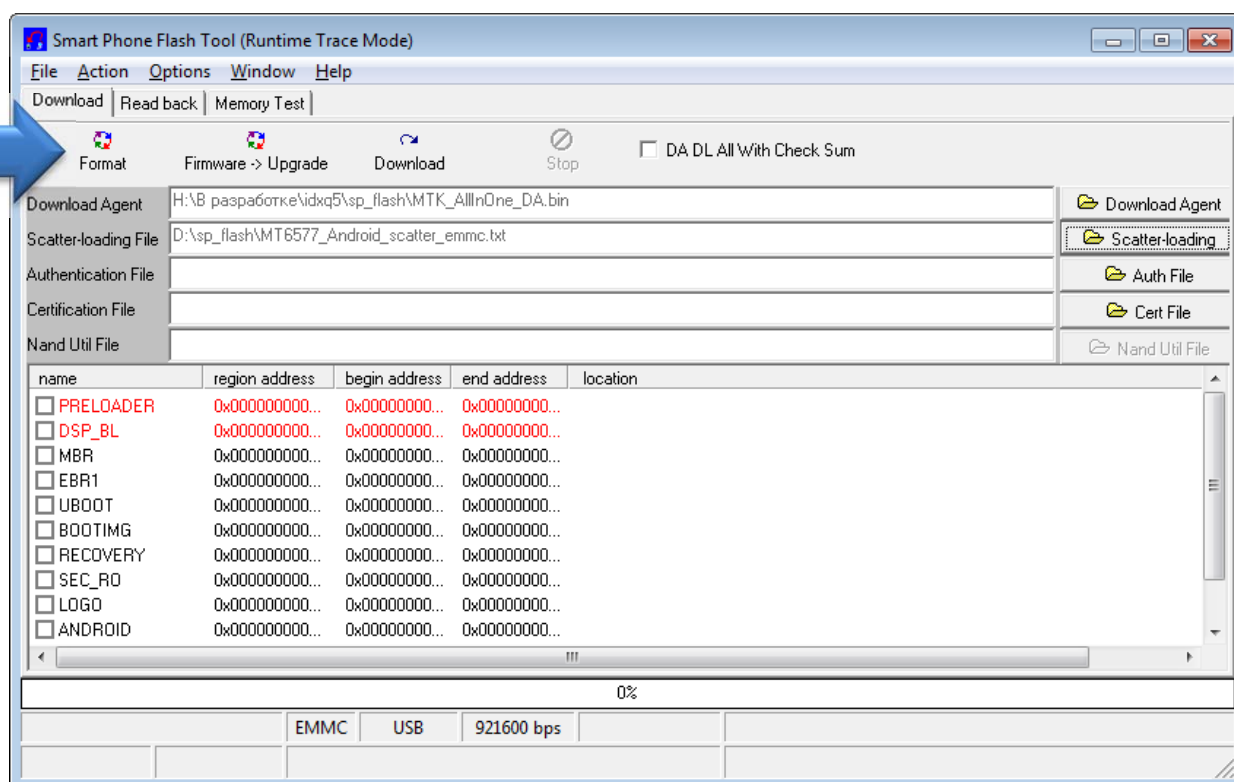 Smart Phone Flash Tool (Runtime Trace Mode)
File Action Options Window Help
Download Read back Memory Test
Format Firmware -> Upgrade Download Stop DA DL All With Check Sum
Download Agent H:\В разработке\idxq5\sp_flash\MTK_AllInOne_DA.bin Download Agent
Scatter-loading File D:\sp_flash\MT6577_Android_scatter_emmc.txt Scatter-loading
Authentication File Auth File
Certification File Cert File
Nand Util File Nand Util File
name region address begin address end address location
PRELOADER 0x000000000... 0x00000000... 0x00000000...
DSP_BL 0x000000000... 0x00000000... 0x00000000...
MBR 0x000000000... 0x00000000... 0x00000000...
EBR1 0x000000000... 0x00000000... 0x00000000...
UBOOT 0x000000000... 0x00000000... 0x00000000...
BOOTIMG 0x000000000... 0x00000000... 0x00000000...
RECOVERY 0x000000000... 0x00000000... 0x00000000...
SEC_RO 0x000000000... 0x00000000... 0x00000000...
LOGO 0x000000000... 0x00000000... 0x00000000...
ANDROID 0x000000000... 0x00000000... 0x00000000...
0%
EMMC USB 921600 bps